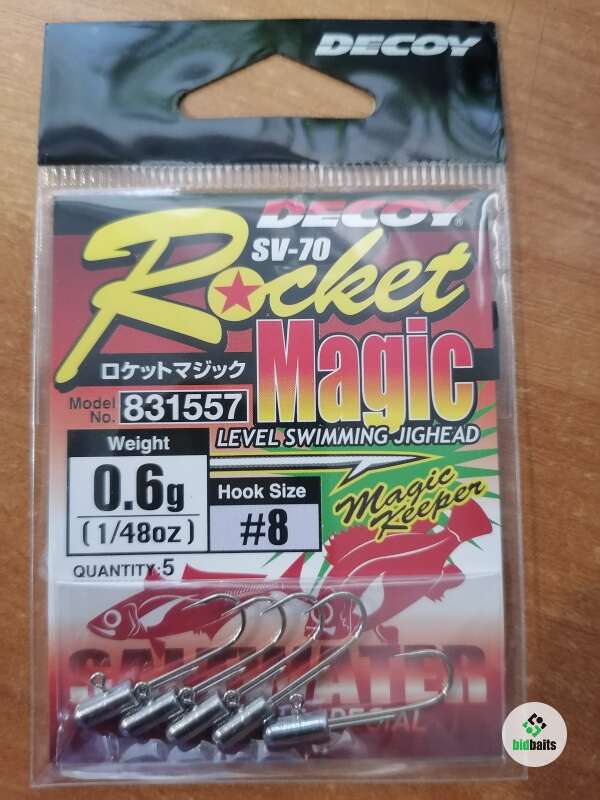 DECOY
DECOY®
SV-70
Rocket
Magic
ロケットマジック
Model No. 831557
LEVEL SWIMMING JIGHEAD
Weight
0.6g
(1/48oz)
Hook Size
#8
Magic
Keeper
QUANTITY:5
SALTWATER
SPECIAL
bidbaits